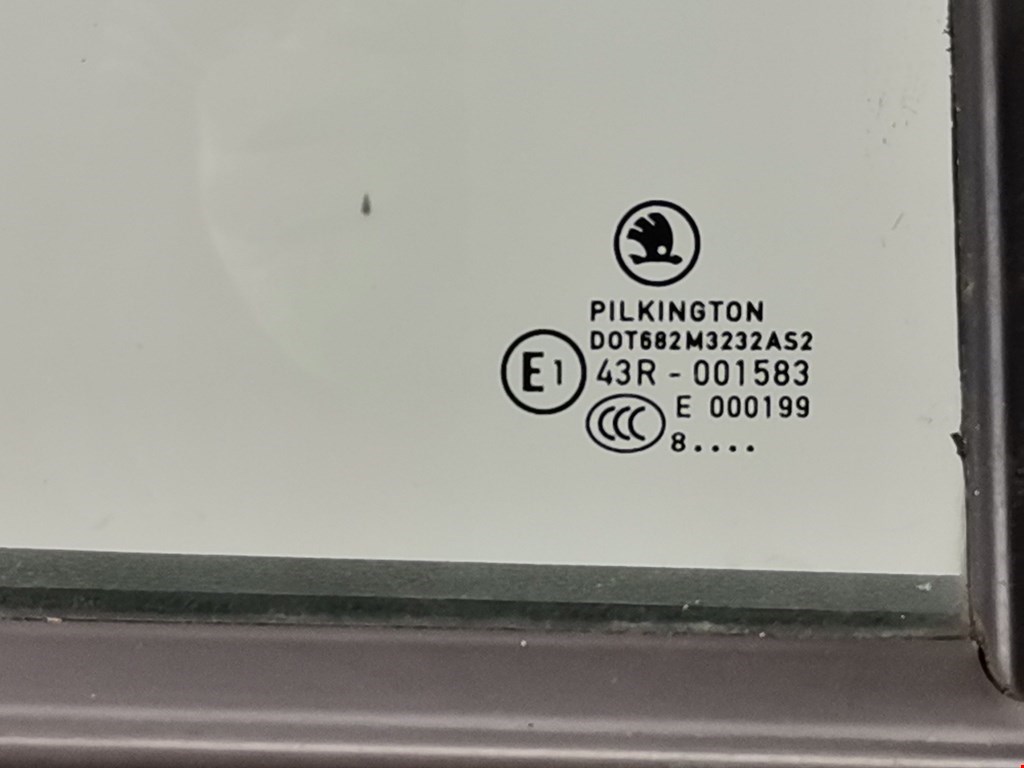 PILKINGTON
DOT682M3232AS2
E1 43R - 001583
CCC E 000199
8....